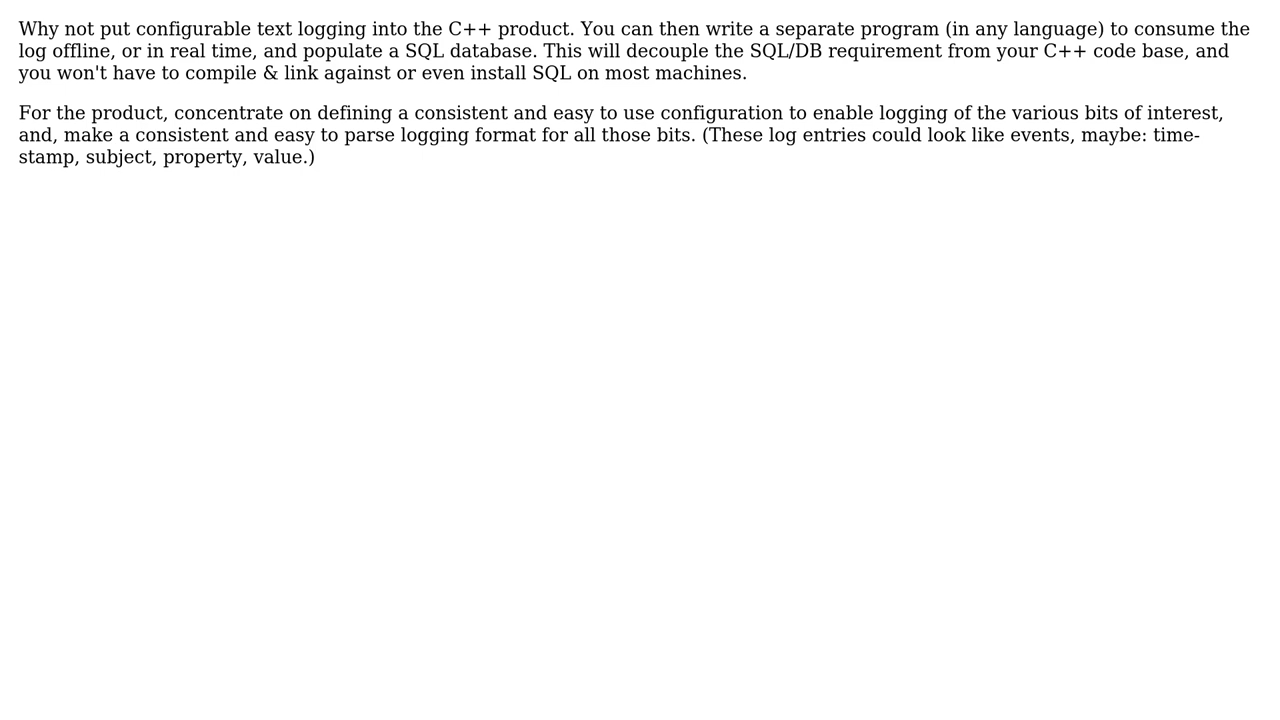 Why not put configurable text logging into the C++ product. You can then write a separate program (in any language) to consume the
log offline, or in real time, and populate a SQL database. This will decouple the SQL/DB requirement from your C++ code base, and
you won't have to compile & link against or even install SQL on most machines.
For the product, concentrate on defining a consistent and easy to use configuration to enable logging of the various bits of interest,
and, make a consistent and easy to parse logging format for all those bits. (These log entries could look like events, maybe: time-
stamp, subject, property, value.)